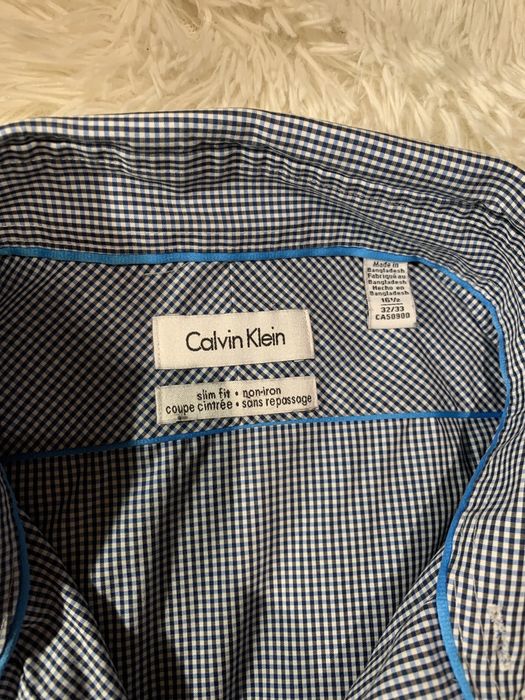 Calvin Klein
slim fit • non-iron
coupe cintrée • sans repassage
Made in
Bangladesh
Fabriqué au
Bangladesh
Hecho en
Bangladesh
16½
32/33
CA50900